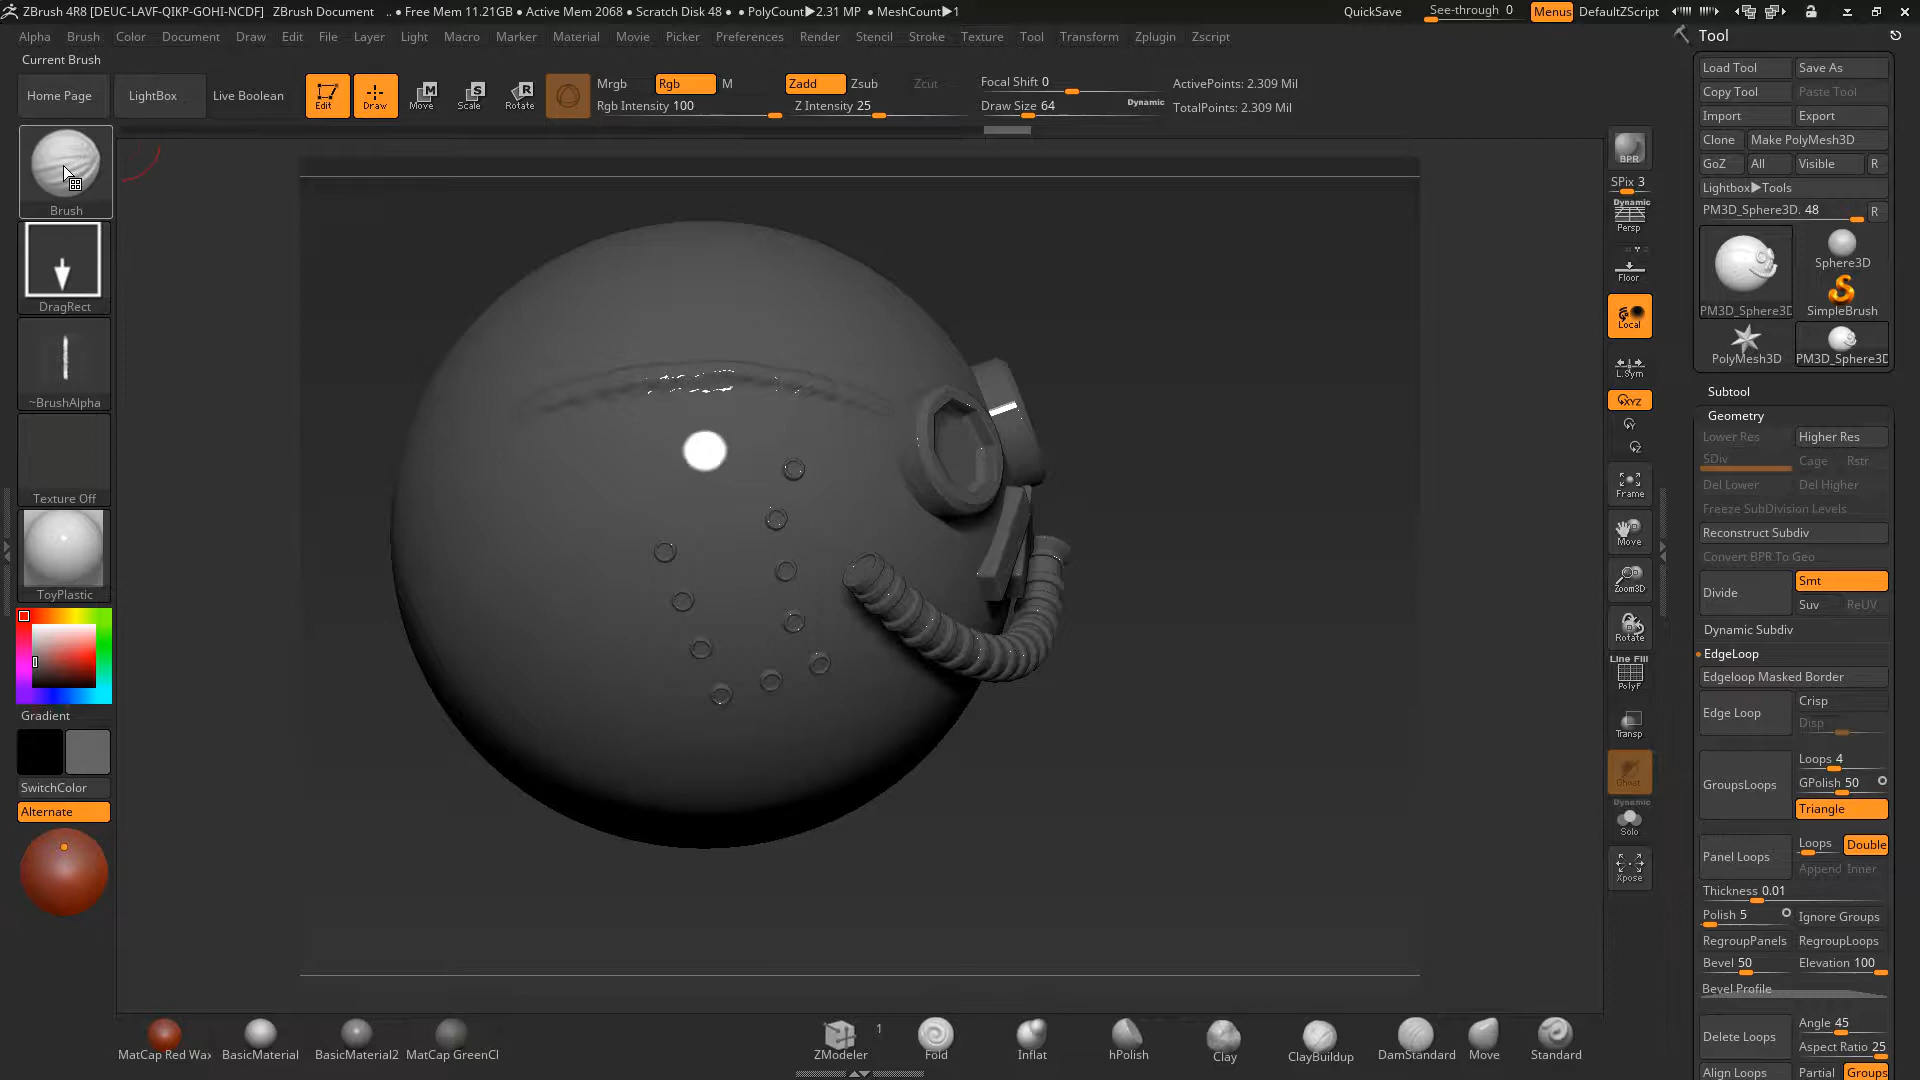 ZBrush 4R8 [DEUC-LAVF-QIKP-GOHI-NCDF] ZBrush Document .. ● Free Mem 11.21GB ● Active Mem 2068 ● Scratch Disk 48 ● PolyCount▶2.31 MP ● MeshCount▶1 QuickSave See-through 0 Menus DefaultZScript
Alpha Brush Color Document Draw Edit File Layer Light Macro Marker Material Movie Picker Preferences Render Stencil Stroke Texture Tool Transform Zplugin Zscript
Tool
Current Brush
Home Page LightBox Live Boolean Edit Draw Move Scale Rotate
Mrgb Rgb M Zadd Zsub Zcut Focal Shift 0 ActivePoints: 2.309 Mil
Rgb Intensity 100 Z Intensity 25 Draw Size 64 Dynamic TotalPoints: 2.309 Mil
Brush
DragRect
~BrushAlpha
Texture Off
ToyPlastic
Gradient
SwitchColor
Alternate
BPR
SPix 3
Dynamic
Persp
Floor
Local
L.Sym
XYZ
Frame
Move
Zoom3D
Rotate
Line Fill
PolyF
Transp
Ghost
Dynamic
Solo
Xpose
Load Tool Save As
Copy Tool Paste Tool
Import Export
Clone Make PolyMesh3D
GoZ All Visible R
Lightbox▶Tools
PM3D_Sphere3D. 48 R
Sphere3D
PM3D_Sphere3D SimpleBrush
PolyMesh3D PM3D_Sphere3D
Subtool
Geometry
Lower Res Higher Res
SDiv Cage Rstr
Del Lower Del Higher
Freeze SubDivision Levels
Reconstruct Subdiv
Convert BPR To Geo
Divide Smt
Suv ReUV
Dynamic Subdiv
EdgeLoop
Edgeloop Masked Border
Edge Loop Crisp
Disp
GroupsLoops Loops 4
GPolish 50
Triangle
Panel Loops Loops Double
Append Inner
Thickness 0.01
Polish 5 Ignore Groups
RegroupPanels RegroupLoops
Bevel 50 Elevation 100
Bevel Profile
Delete Loops Angle 45
Aspect Ratio 25
Align Loops Partial Groups
MatCap Red Wax BasicMaterial BasicMaterial2 MatCap GreenCl ZModeler 1 Fold Inflat hPolish Clay ClayBuildup DamStandard Move Standard